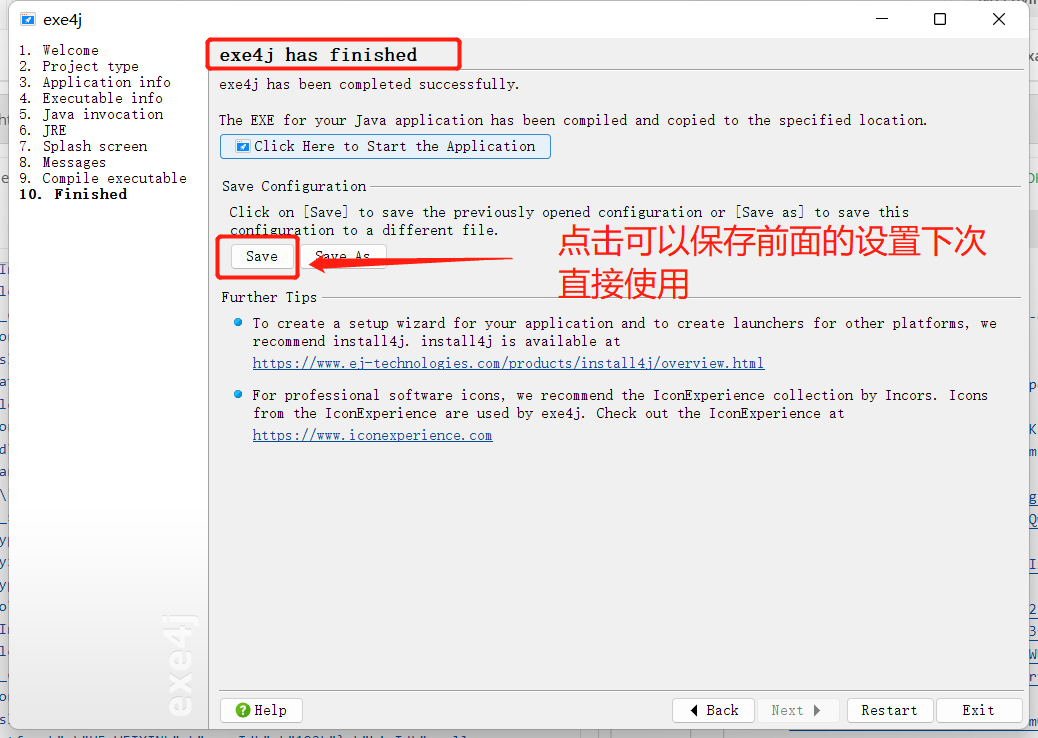 exe4j
1. Welcome
2. Project type
3. Application info
4. Executable info
5. Java invocation
6. JRE
7. Splash screen
8. Messages
9. Compile executable
10. Finished
exe4j
exe4j has finished
exe4j has been completed successfully.
The EXE for your Java application has been compiled and copied to the specified location.
Click Here to Start the Application
Save Configuration
Click on [Save] to save the previously opened configuration or [Save as] to save this
configuration to a different file.
Save
Save As
点击可以保存前面的设置下次
直接使用
Further Tips
To create a setup wizard for your application and to create launchers for other platforms, we
recommend install4j. install4j is available at
https://www.ej-technologies.com/products/install4j/overview.html
For professional software icons, we recommend the IconExperience collection by Incors. Icons
from the IconExperience are used by exe4j. Check out the IconExperience at
https://www.iconexperience.com
Help
Back
Next
Restart
Exit